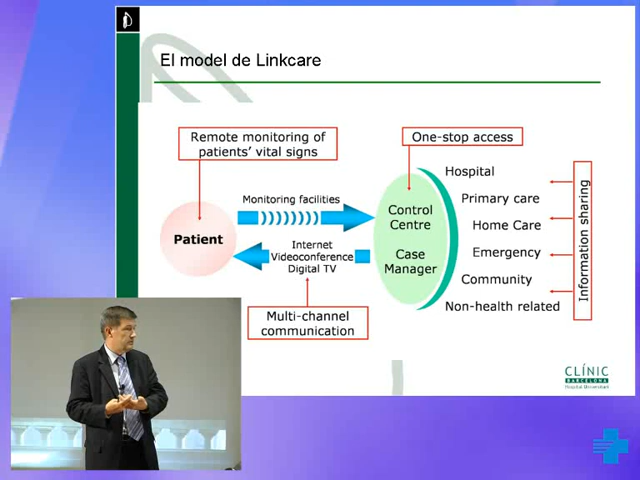 El model de Linkcare
Remote monitoring of
patients' vital signs
One-stop access
Monitoring facilities
Patient
Internet
Videoconference
Digital TV
Multi-channel
communication
Control
Centre
Case
Manager
Hospital
Primary care
Home Care
Emergency
Community
Non-health related
Information sharing
CLÍNIC
BARCELONA
Hospital Universitari